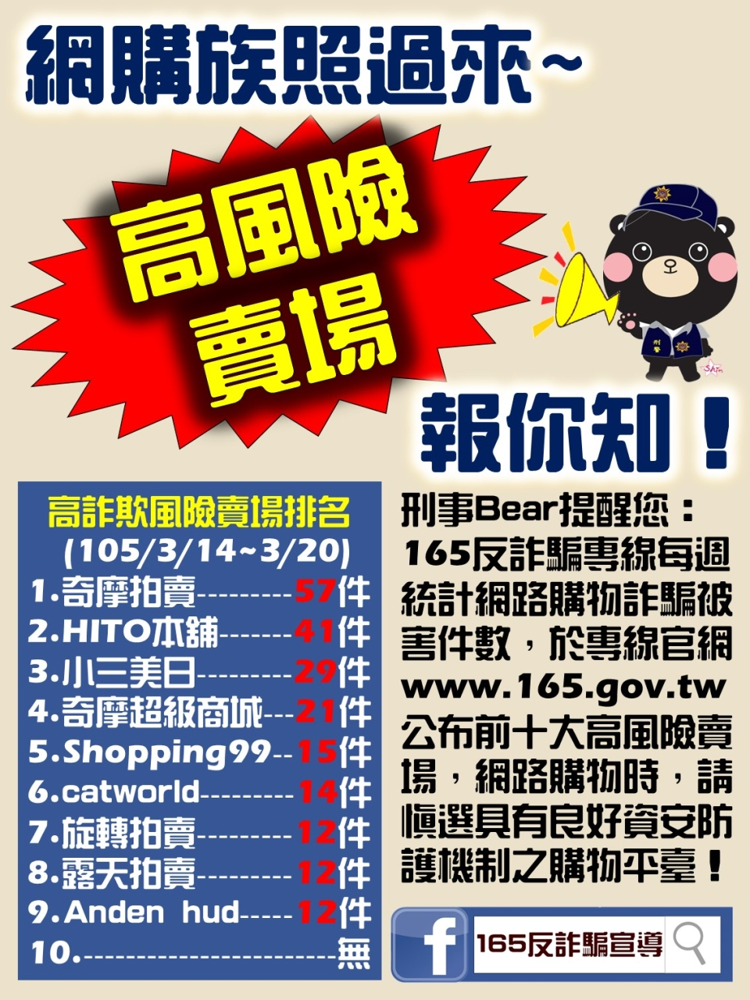 網購族照過來~
高風險
賣場
刑警
報你知！
高詐欺風險賣場排名
(105/3/14~3/20)
1.奇摩拍賣---------57件
2.HITO本舖-------41件
3.小三美日---------29件
4.奇摩超級商城---21件
5.Shopping99--15件
6.catworld---------14件
7.旋轉拍賣---------12件
8.露天拍賣---------12件
9.Anden hud-----12件
10.------------------------無
刑事Bear提醒您：
165反詐騙專線每週
統計網路購物詐騙被
害件數，於專線官網
www.165.gov.tw
公布前十大高風險賣
場，網路購物時，請
慎選具有良好資安防
護機制之購物平臺！
f
165反詐騙宣導